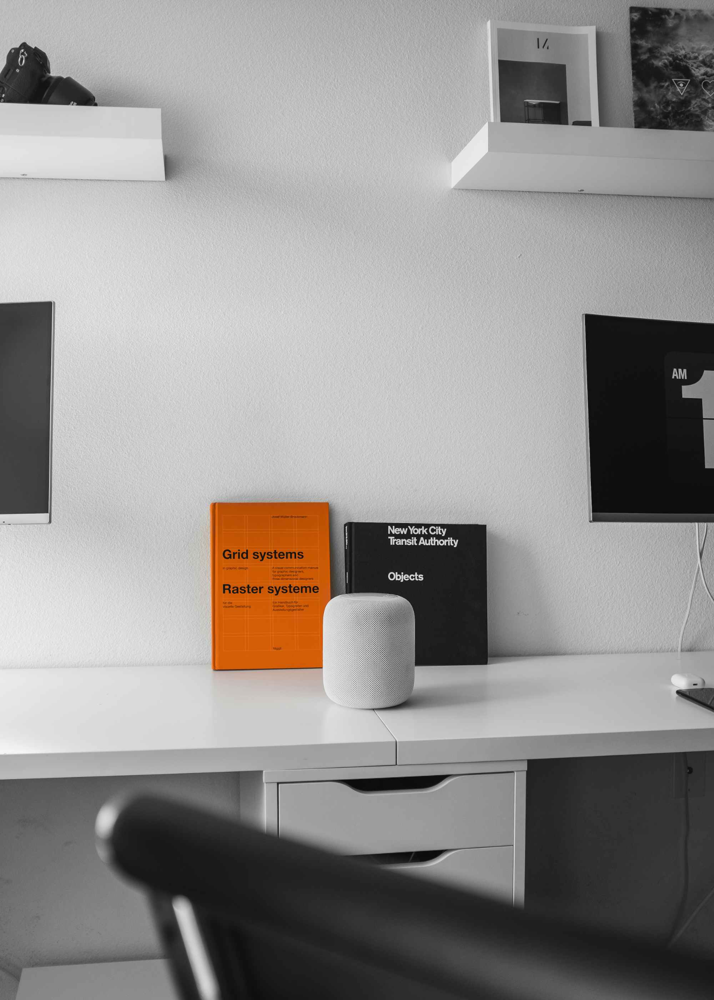 AM
1
Josef Müller-Brockmann
Grid systems
in graphic design
A visual communication manual
for graphic designers,
typographers and
three dimensional designers
Raster systeme
für die
visuelle Gestaltung
Ein Handbuch für
Grafiker, Typografen und
Ausstellungsgestalter
Niggli
New York City
Transit Authority
Objects